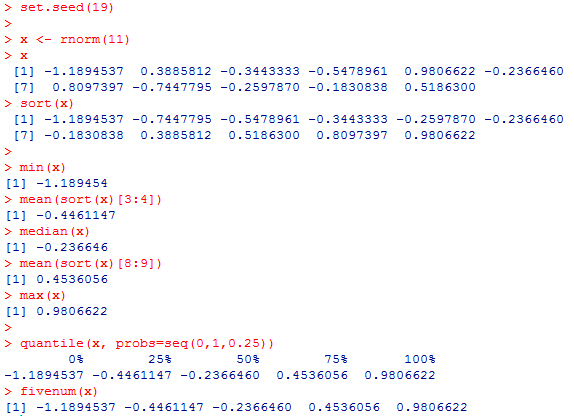 > set.seed(19)
>
> x <- rnorm(11)
> x
 [1] -1.1894537  0.3885812 -0.3443333 -0.5478961  0.9806622 -0.2366460
 [7]  0.8097397 -0.7447795 -0.2597870 -0.1830838  0.5186300
> sort(x)
 [1] -1.1894537 -0.7447795 -0.5478961 -0.3443333 -0.2597870 -0.2366460
 [7] -0.1830838  0.3885812  0.5186300  0.8097397  0.9806622
>
> min(x)
[1] -1.189454
> mean(sort(x)[3:4])
[1] -0.4461147
> median(x)
[1] -0.236646
> mean(sort(x)[8:9])
[1] 0.4536056
> max(x)
[1] 0.9806622
>
> quantile(x, probs=seq(0,1,0.25))
        0%        25%        50%        75%       100%
-1.1894537 -0.4461147 -0.2366460  0.4536056  0.9806622
> fivenum(x)
[1] -1.1894537 -0.4461147 -0.2366460  0.4536056  0.9806622